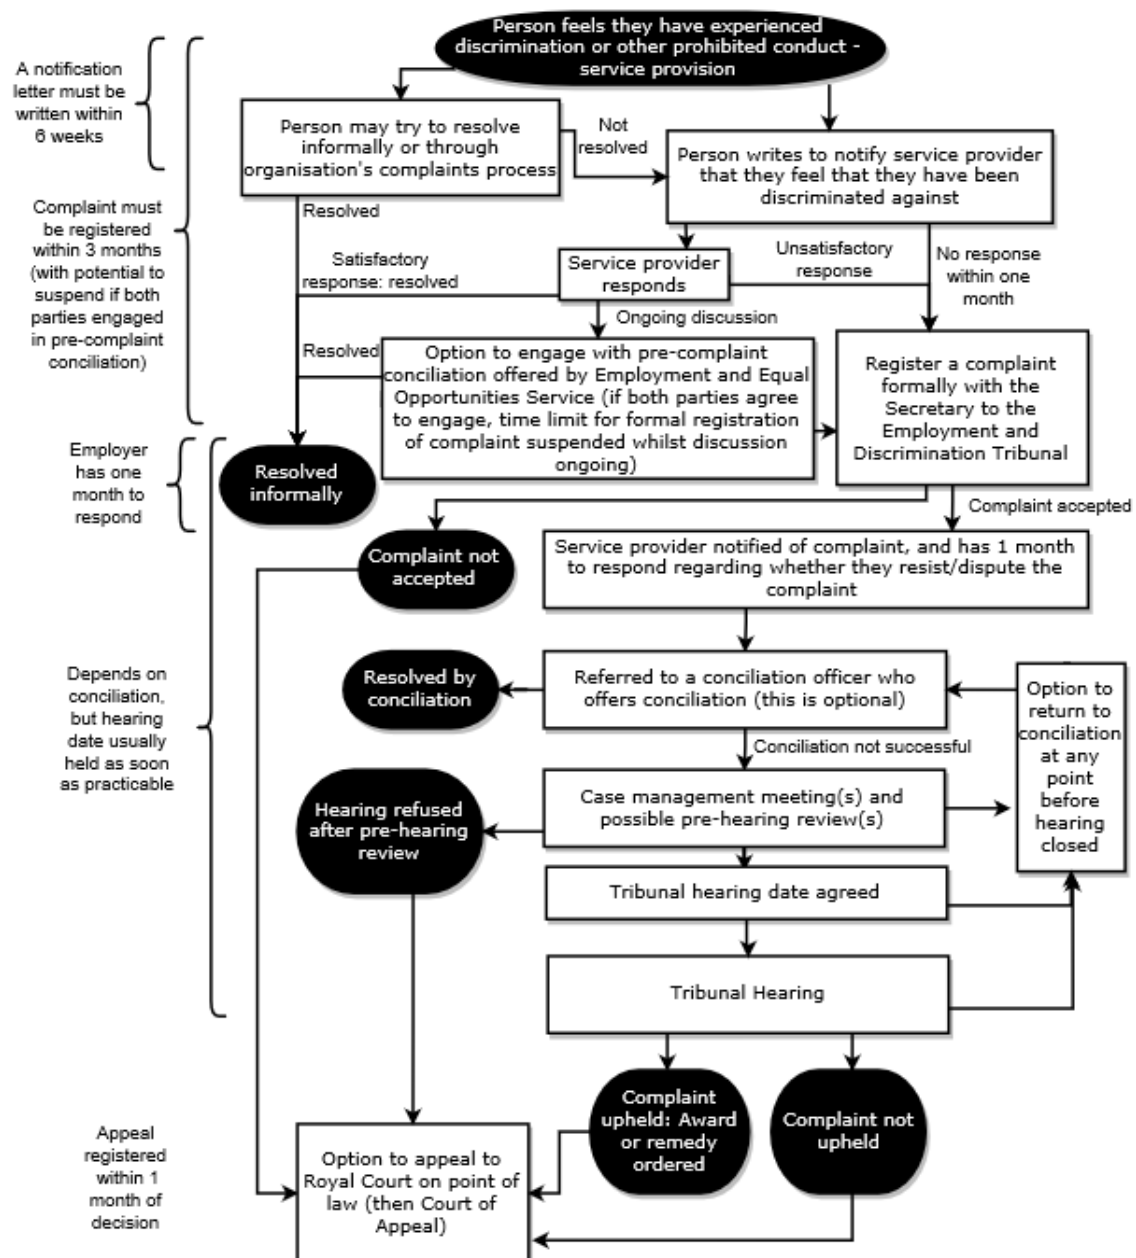 Person feels they have experienced
discrimination or other prohibited conduct -
service provision
A notification
letter must be
written within
6 weeks
Person may try to resolve
informally or through
organisation's complaints process
Not
resolved
Person writes to notify service provider
that they feel that they have been
discriminated against
Complaint must
be registered
within 3 months
(with potential to
suspend if both
parties engaged
in pre-complaint
conciliation)
Resolved
Satisfactory
response: resolved
Service provider
responds
Unsatisfactory
response
No response
within one
month
Ongoing discussion
Resolved
Option to engage with pre-complaint
conciliation offered by Employment and Equal
Opportunities Service (if both parties agree
to engage, time limit for formal registration
of complaint suspended whilst discussion
ongoing)
Register a complaint
formally with the
Secretary to the
Employment and
Discrimination Tribunal
Employer
has one
month to
respond
Resolved
informally
Complaint accepted
Complaint not
accepted
Service provider notified of complaint, and has 1 month
to respond regarding whether they resist/dispute the
complaint
Depends on
conciliation,
but hearing
date usually
held as soon
as practicable
Resolved by
conciliation
Referred to a conciliation officer who
offers conciliation (this is optional)
Option to
return to
conciliation
at any
point
before
hearing
closed
Conciliation not successful
Hearing refused
after pre-hearing
review
Case management meeting(s) and
possible pre-hearing review(s)
Tribunal hearing date agreed
Tribunal Hearing
Complaint
upheld: Award
or remedy
ordered
Complaint not
upheld
Appeal
registered
within 1
month of
decision
Option to appeal to
Royal Court on point of
law (then Court of
Appeal)